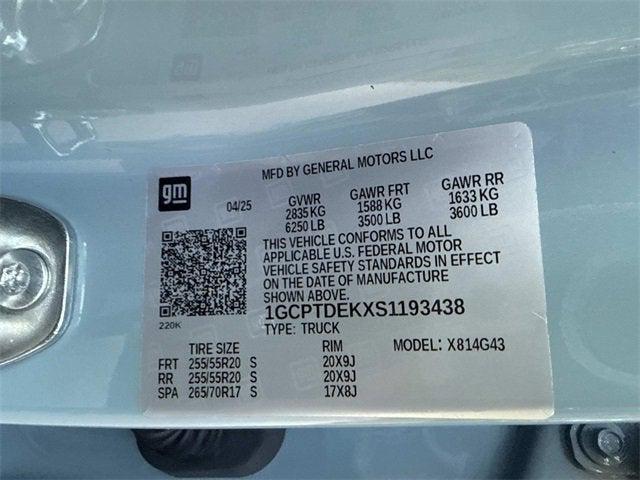 MFD BY GENERAL MOTORS LLC
gm
04/25
GVWR GAWR FRT GAWR RR
2835 KG 1588 KG 1633 KG
6250 LB 3500 LB 3600 LB
THIS VEHICLE CONFORMS TO ALL
APPLICABLE U.S. FEDERAL MOTOR
VEHICLE SAFETY STANDARDS IN EFFECT
ON THE DATE OF MANUFACTURE
SHOWN ABOVE.
220K
1GCPTDEKXS1193438
TYPE: TRUCK
TIRE SIZE RIM MODEL: X814G43
FRT 255/55R20 S 20X9J
RR 255/55R20 S 20X9J
SPA 265/70R17 S 17X8J